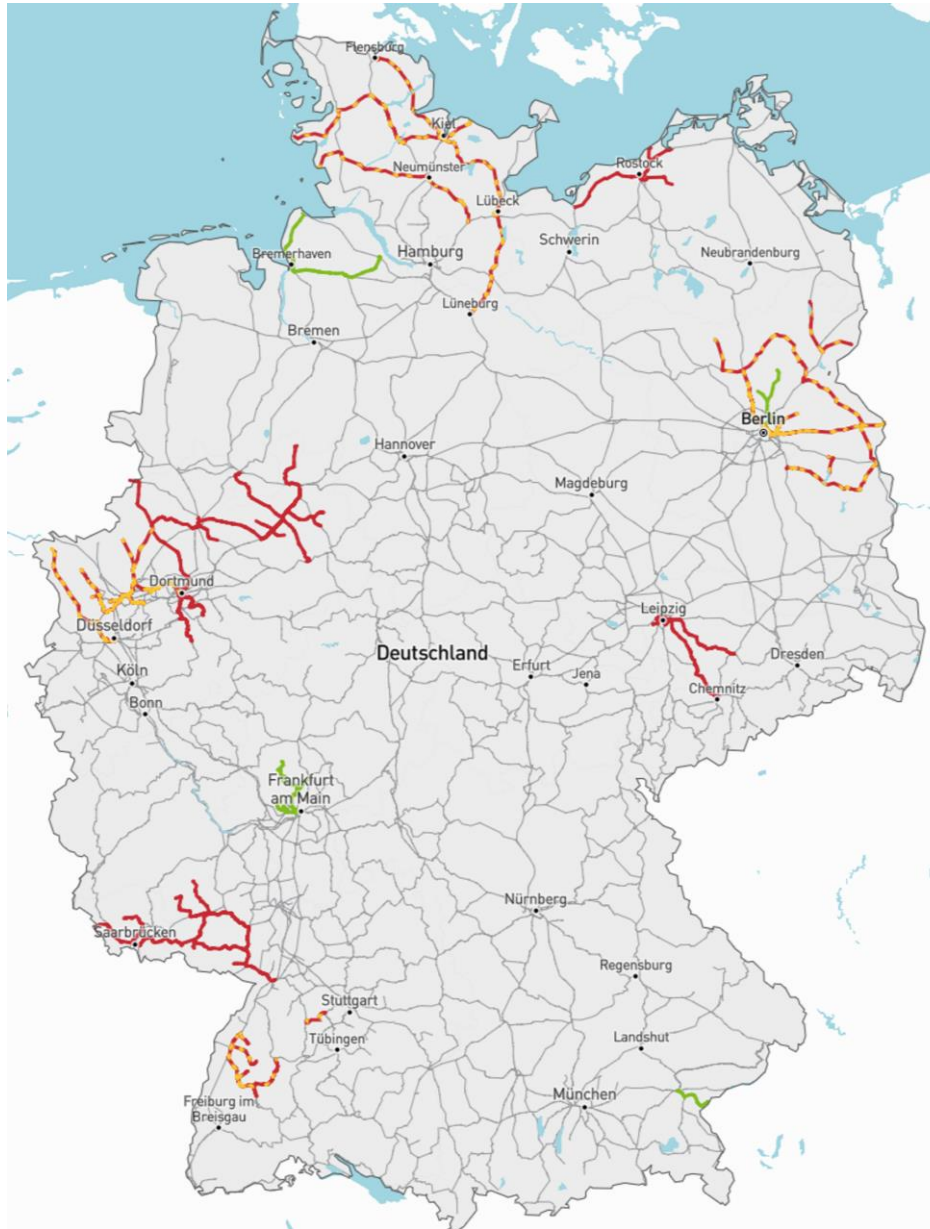 Flensburg
Kiel
Neumünster
Rostock
Lübeck
Schwerin
Bremerhaven
Hamburg
Neubrandenburg
Lüneburg
Bremen
Berlin
Hannover
Magdeburg
Dortmund
Düsseldorf
Leipzig
Deutschland
Köln
Erfurt
Jena
Dresden
Bonn
Chemnitz
Frankfurt
am Main
Nürnberg
Saarbrücken
Regensburg
Stuttgart
Tübingen
Landshut
München
Freiburg im
Breisgau